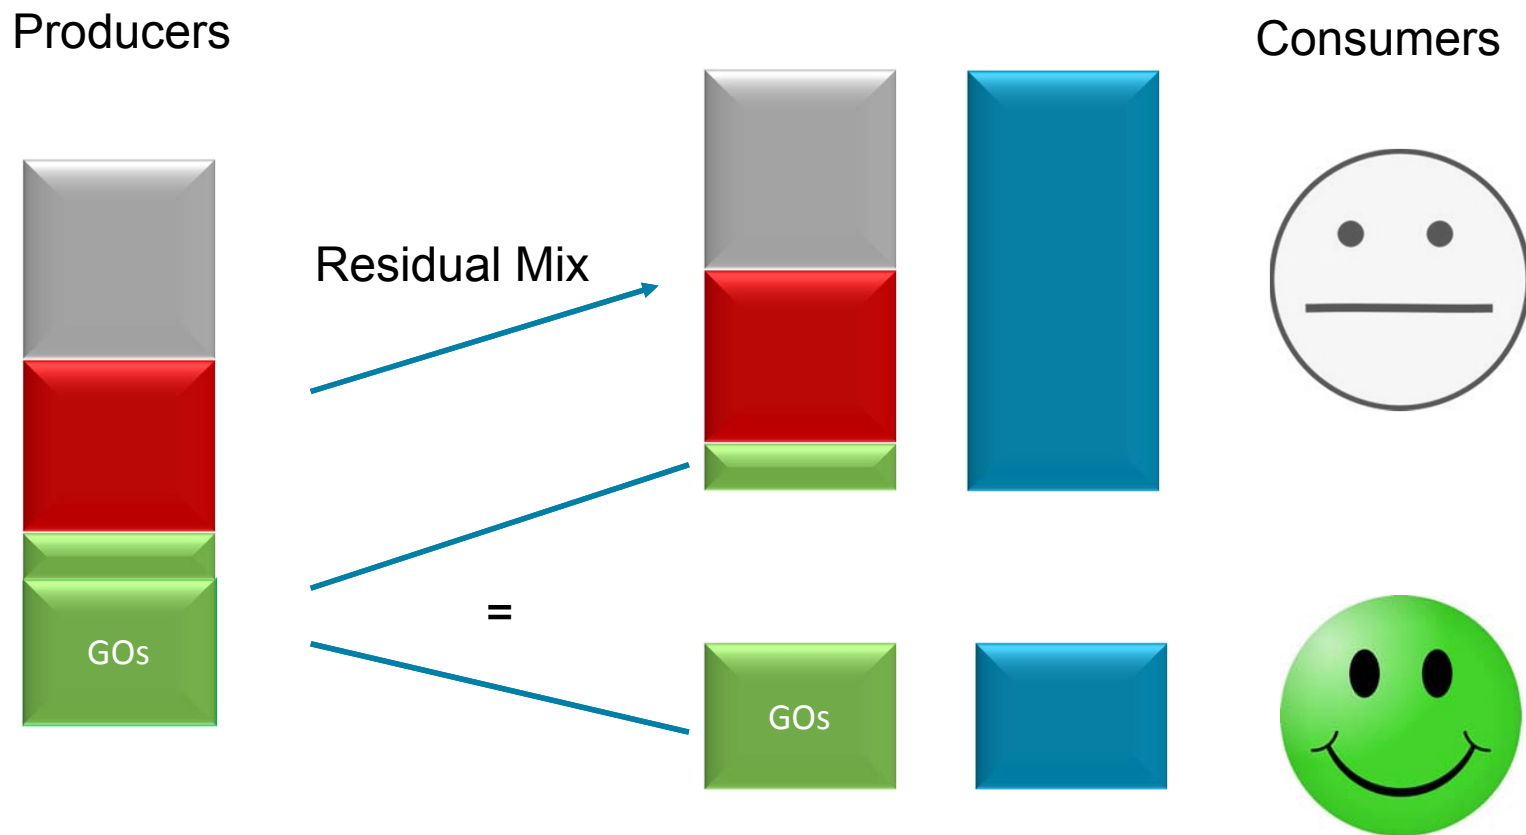 Producers
Consumers
Residual Mix
=
GOs
GOs